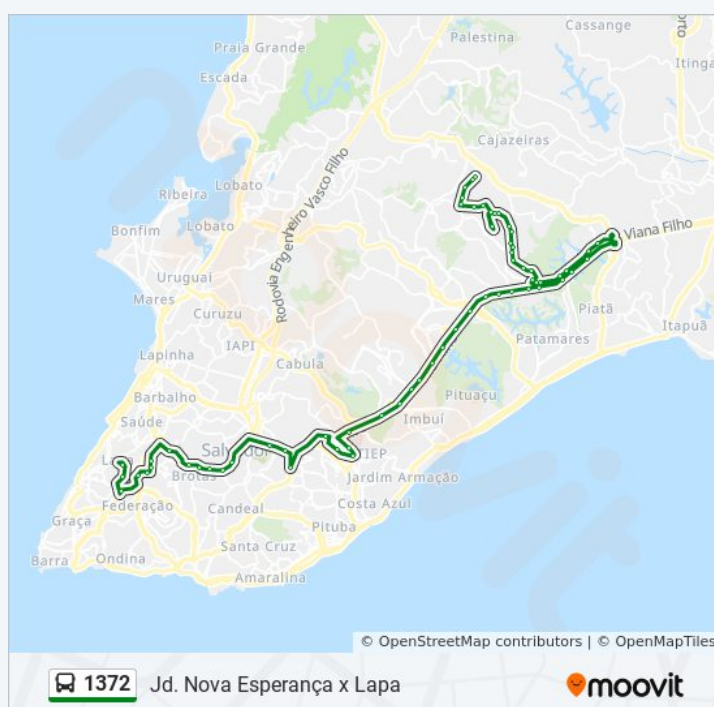 Cassange
Porto
Palestina
Praia Grande
Itinga
Escada
Cajazeiras
Rodovia Engenheiro Vasco Filho
Ribeira
Lobato
Bonfim
Lobato
Viana Filho
Uruguai
Mares
Curuzu
Piatã
Itapuã
Patamares
IAPI
Lapinha
Cabula
Pituaçu
Barbalho
Saúde
Imbuí
Lapa
Salvador
Brotas
Jardim Armação
Federação
Candeal
Costa Azul
Graça
Pituba
Santa Cruz
Barra
Ondina
Amaralina
© OpenStreetMap contributors | © OpenMapTiles
1372 Jd. Nova Esperança x Lapa
moovit